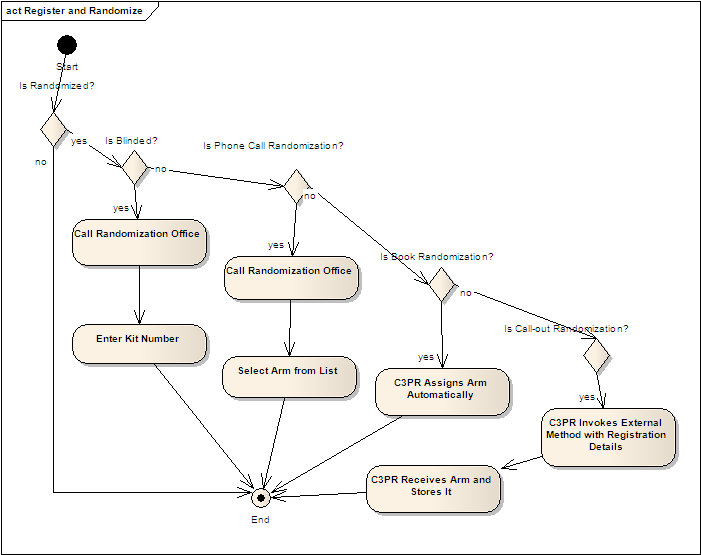 act Register and Randomize
Start
Is Randomized?
yes
no
Is Blinded?
no
yes
Is Phone Call Randomization?
no
yes
Call Randomization Office
Call Randomization Office
Is Book Randomization?
no
yes
Is Call-out Randomization?
yes
Enter Kit Number
Select Arm from List
C3PR Assigns Arm
Automatically
C3PR Invokes External
Method with Registration
Details
C3PR Receives Arm and
Stores It
End